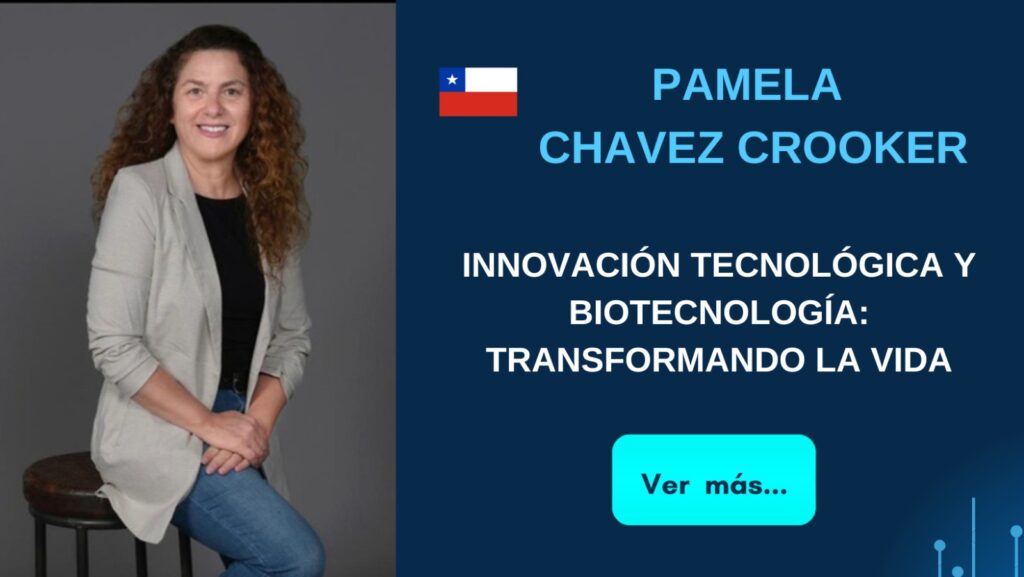 PAMELA
CHAVEZ CROOKER
INNOVACIÓN TECNOLÓGICA Y
BIOTECNOLOGÍA:
TRANSFORMANDO LA VIDA
Ver más...